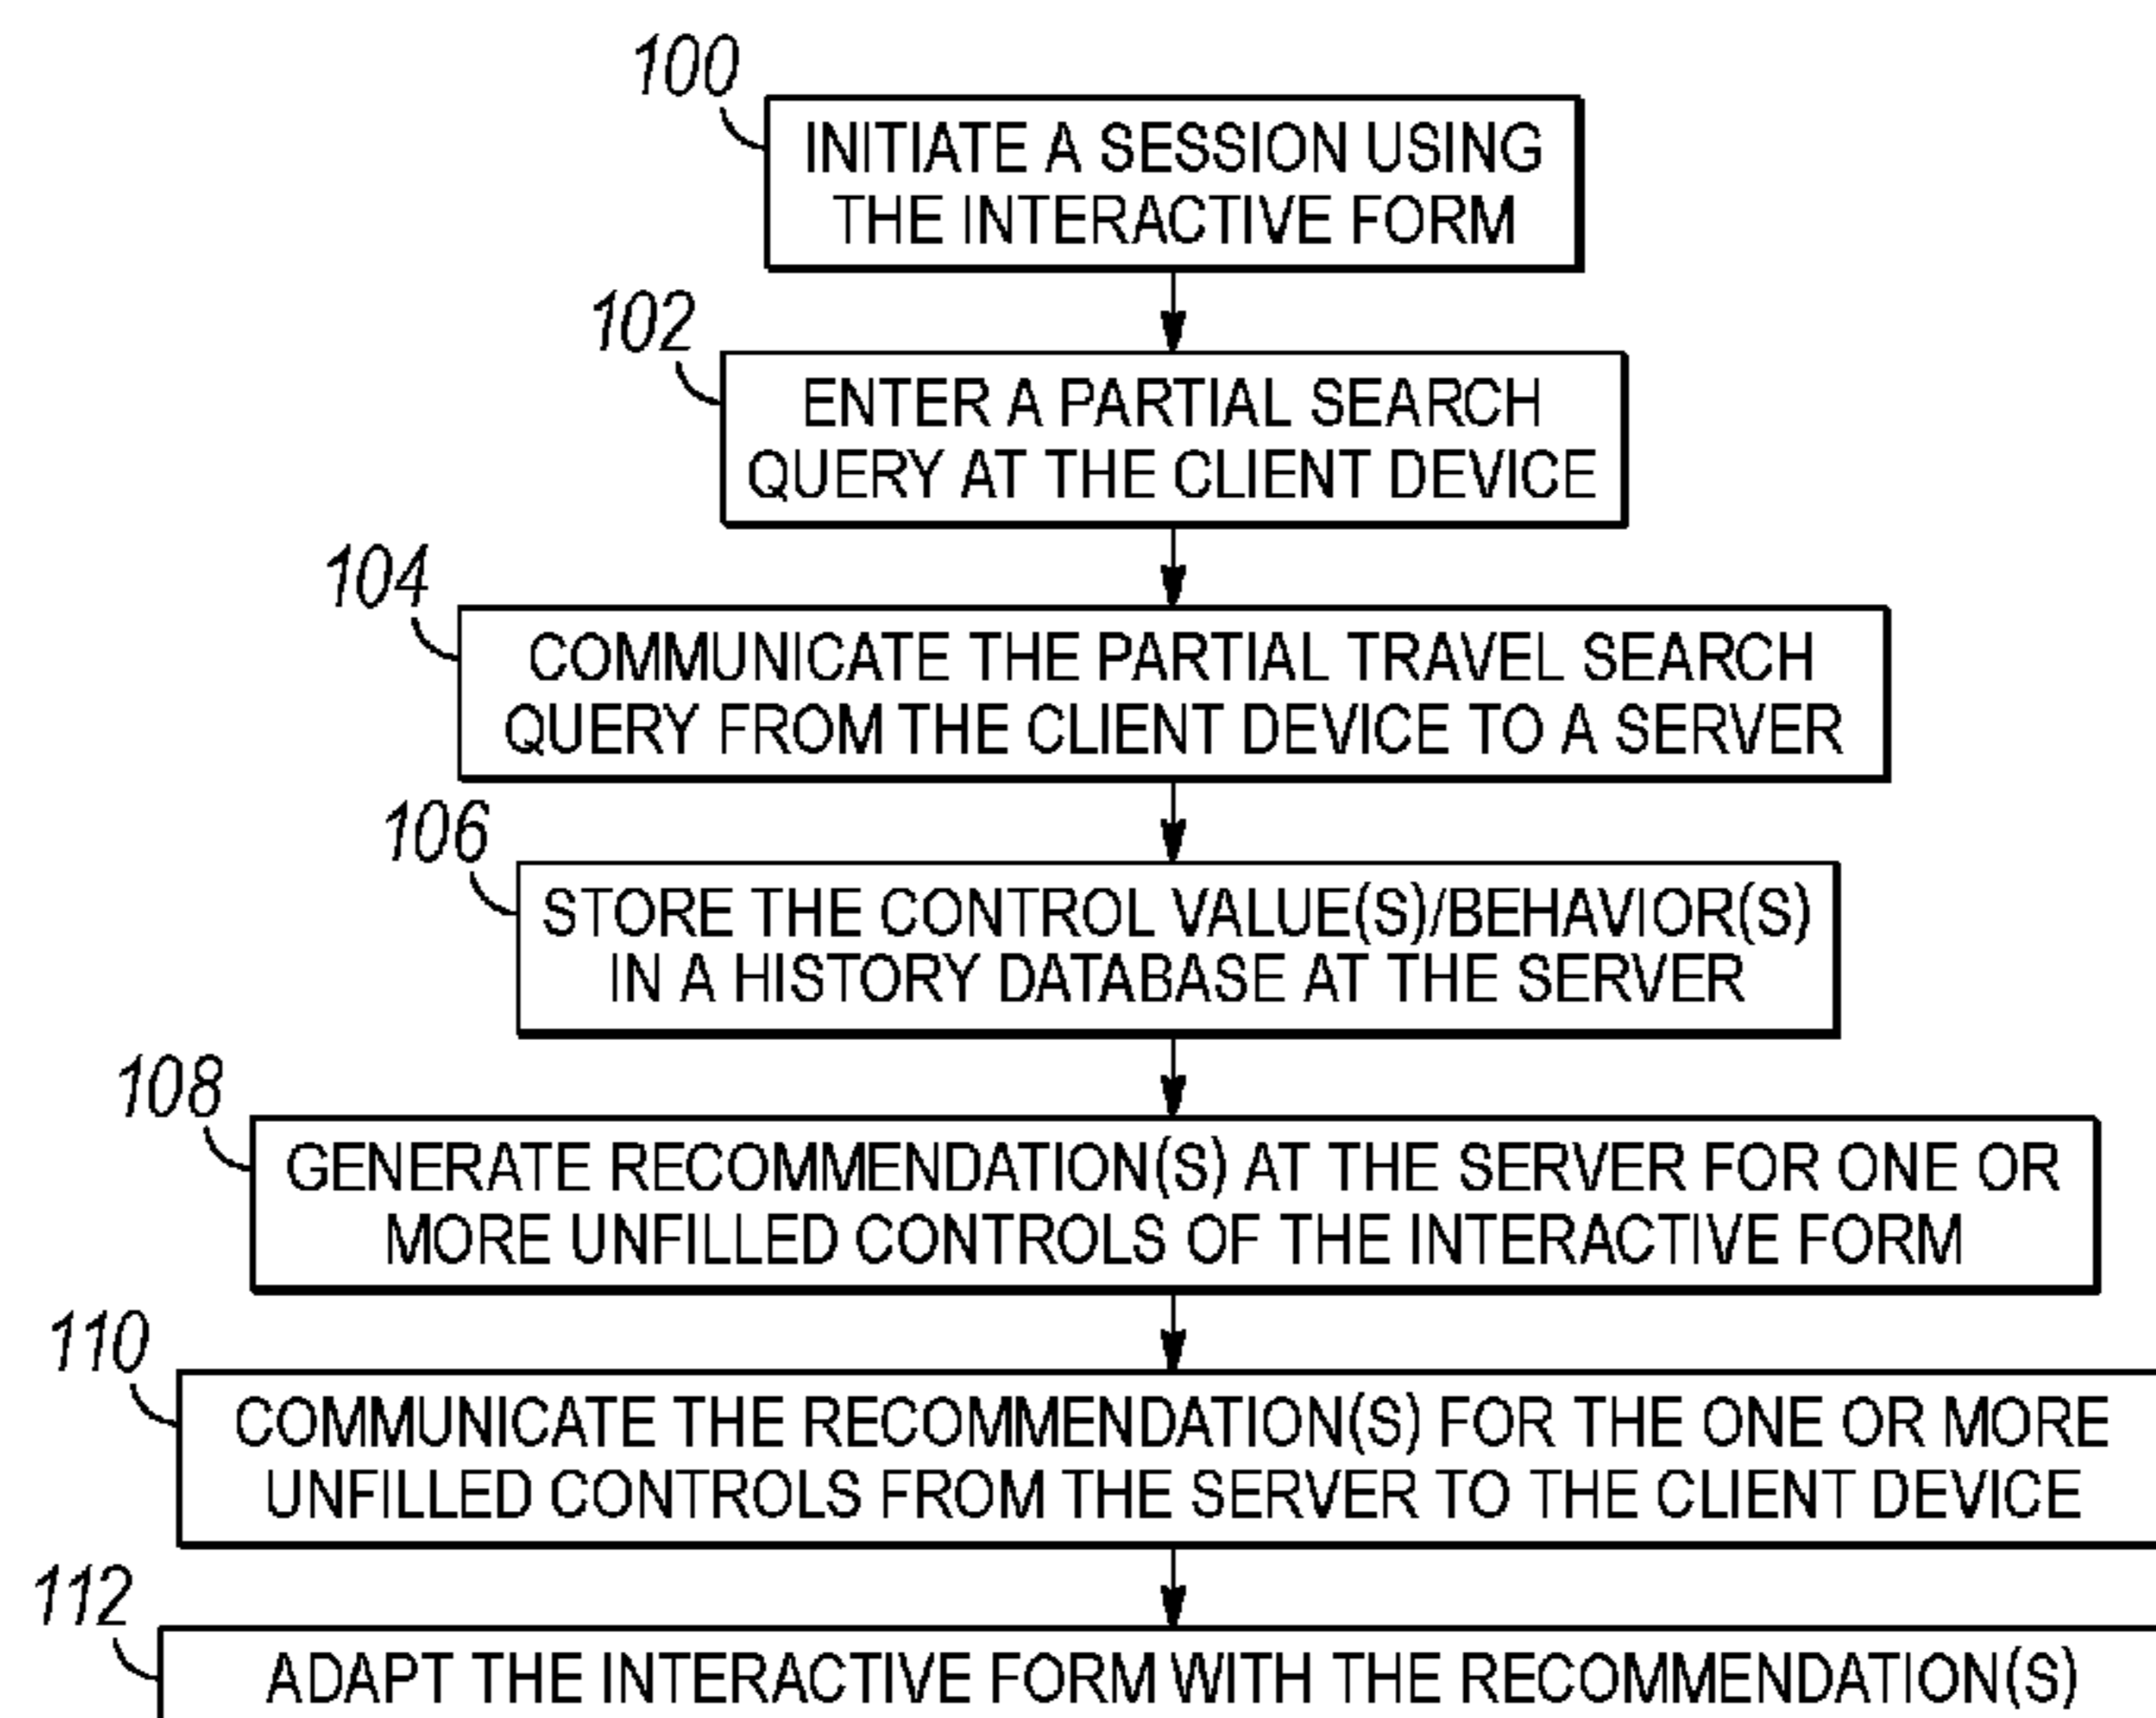 100
INITIATE A SESSION USING
THE INTERACTIVE FORM
102
ENTER A PARTIAL SEARCH
QUERY AT THE CLIENT DEVICE
104
COMMUNICATE THE PARTIAL TRAVEL SEARCH
QUERY FROM THE CLIENT DEVICE TO A SERVER
106
STORE THE CONTROL VALUE(S)/BEHAVIOR(S)
IN A HISTORY DATABASE AT THE SERVER
108
GENERATE RECOMMENDATION(S) AT THE SERVER FOR ONE OR
MORE UNFILLED CONTROLS OF THE INTERACTIVE FORM
110
COMMUNICATE THE RECOMMENDATION(S) FOR THE ONE OR MORE
UNFILLED CONTROLS FROM THE SERVER TO THE CLIENT DEVICE
112
ADAPT THE INTERACTIVE FORM WITH THE RECOMMENDATION(S)